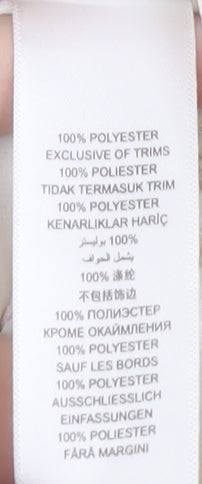 100% POLYESTER
EXCLUSIVE OF TRIMS
100% POLIESTER
TIDAK TERMASUK TRIM
100% POLYESTER
KENARLIKLAR HARİÇ
100% بوليستر
يشمل الحواف
100% 涤纶
不包括饰边
100% ПОЛИЭСТЕР
КРОМЕ ОКАЙМЛЕНИЯ
100% POLYESTER
SAUF LES BORDS
100% POLYESTER
AUSSCHLIESSLICH
EINFASSUNGEN
100% POLIESTER
FĂRĂ MARGINI